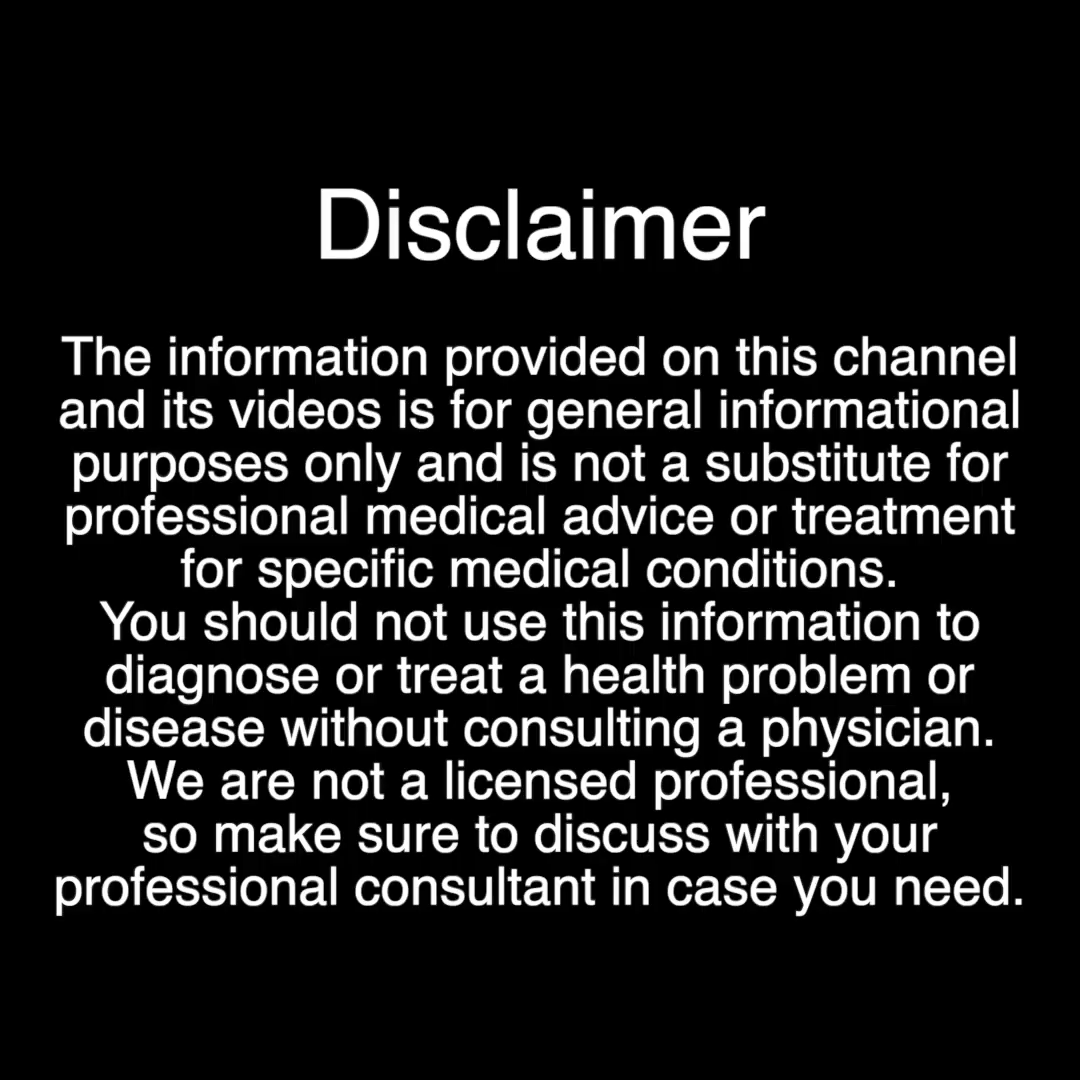 Disclaimer
The information provided on this channel
and its videos is for general informational
purposes only and is not a substitute for
professional medical advice or treatment
for specific medical conditions.
You should not use this information to
diagnose or treat a health problem or
disease without consulting a physician.
We are not a licensed professional,
so make sure to discuss with your
professional consultant in case you need.